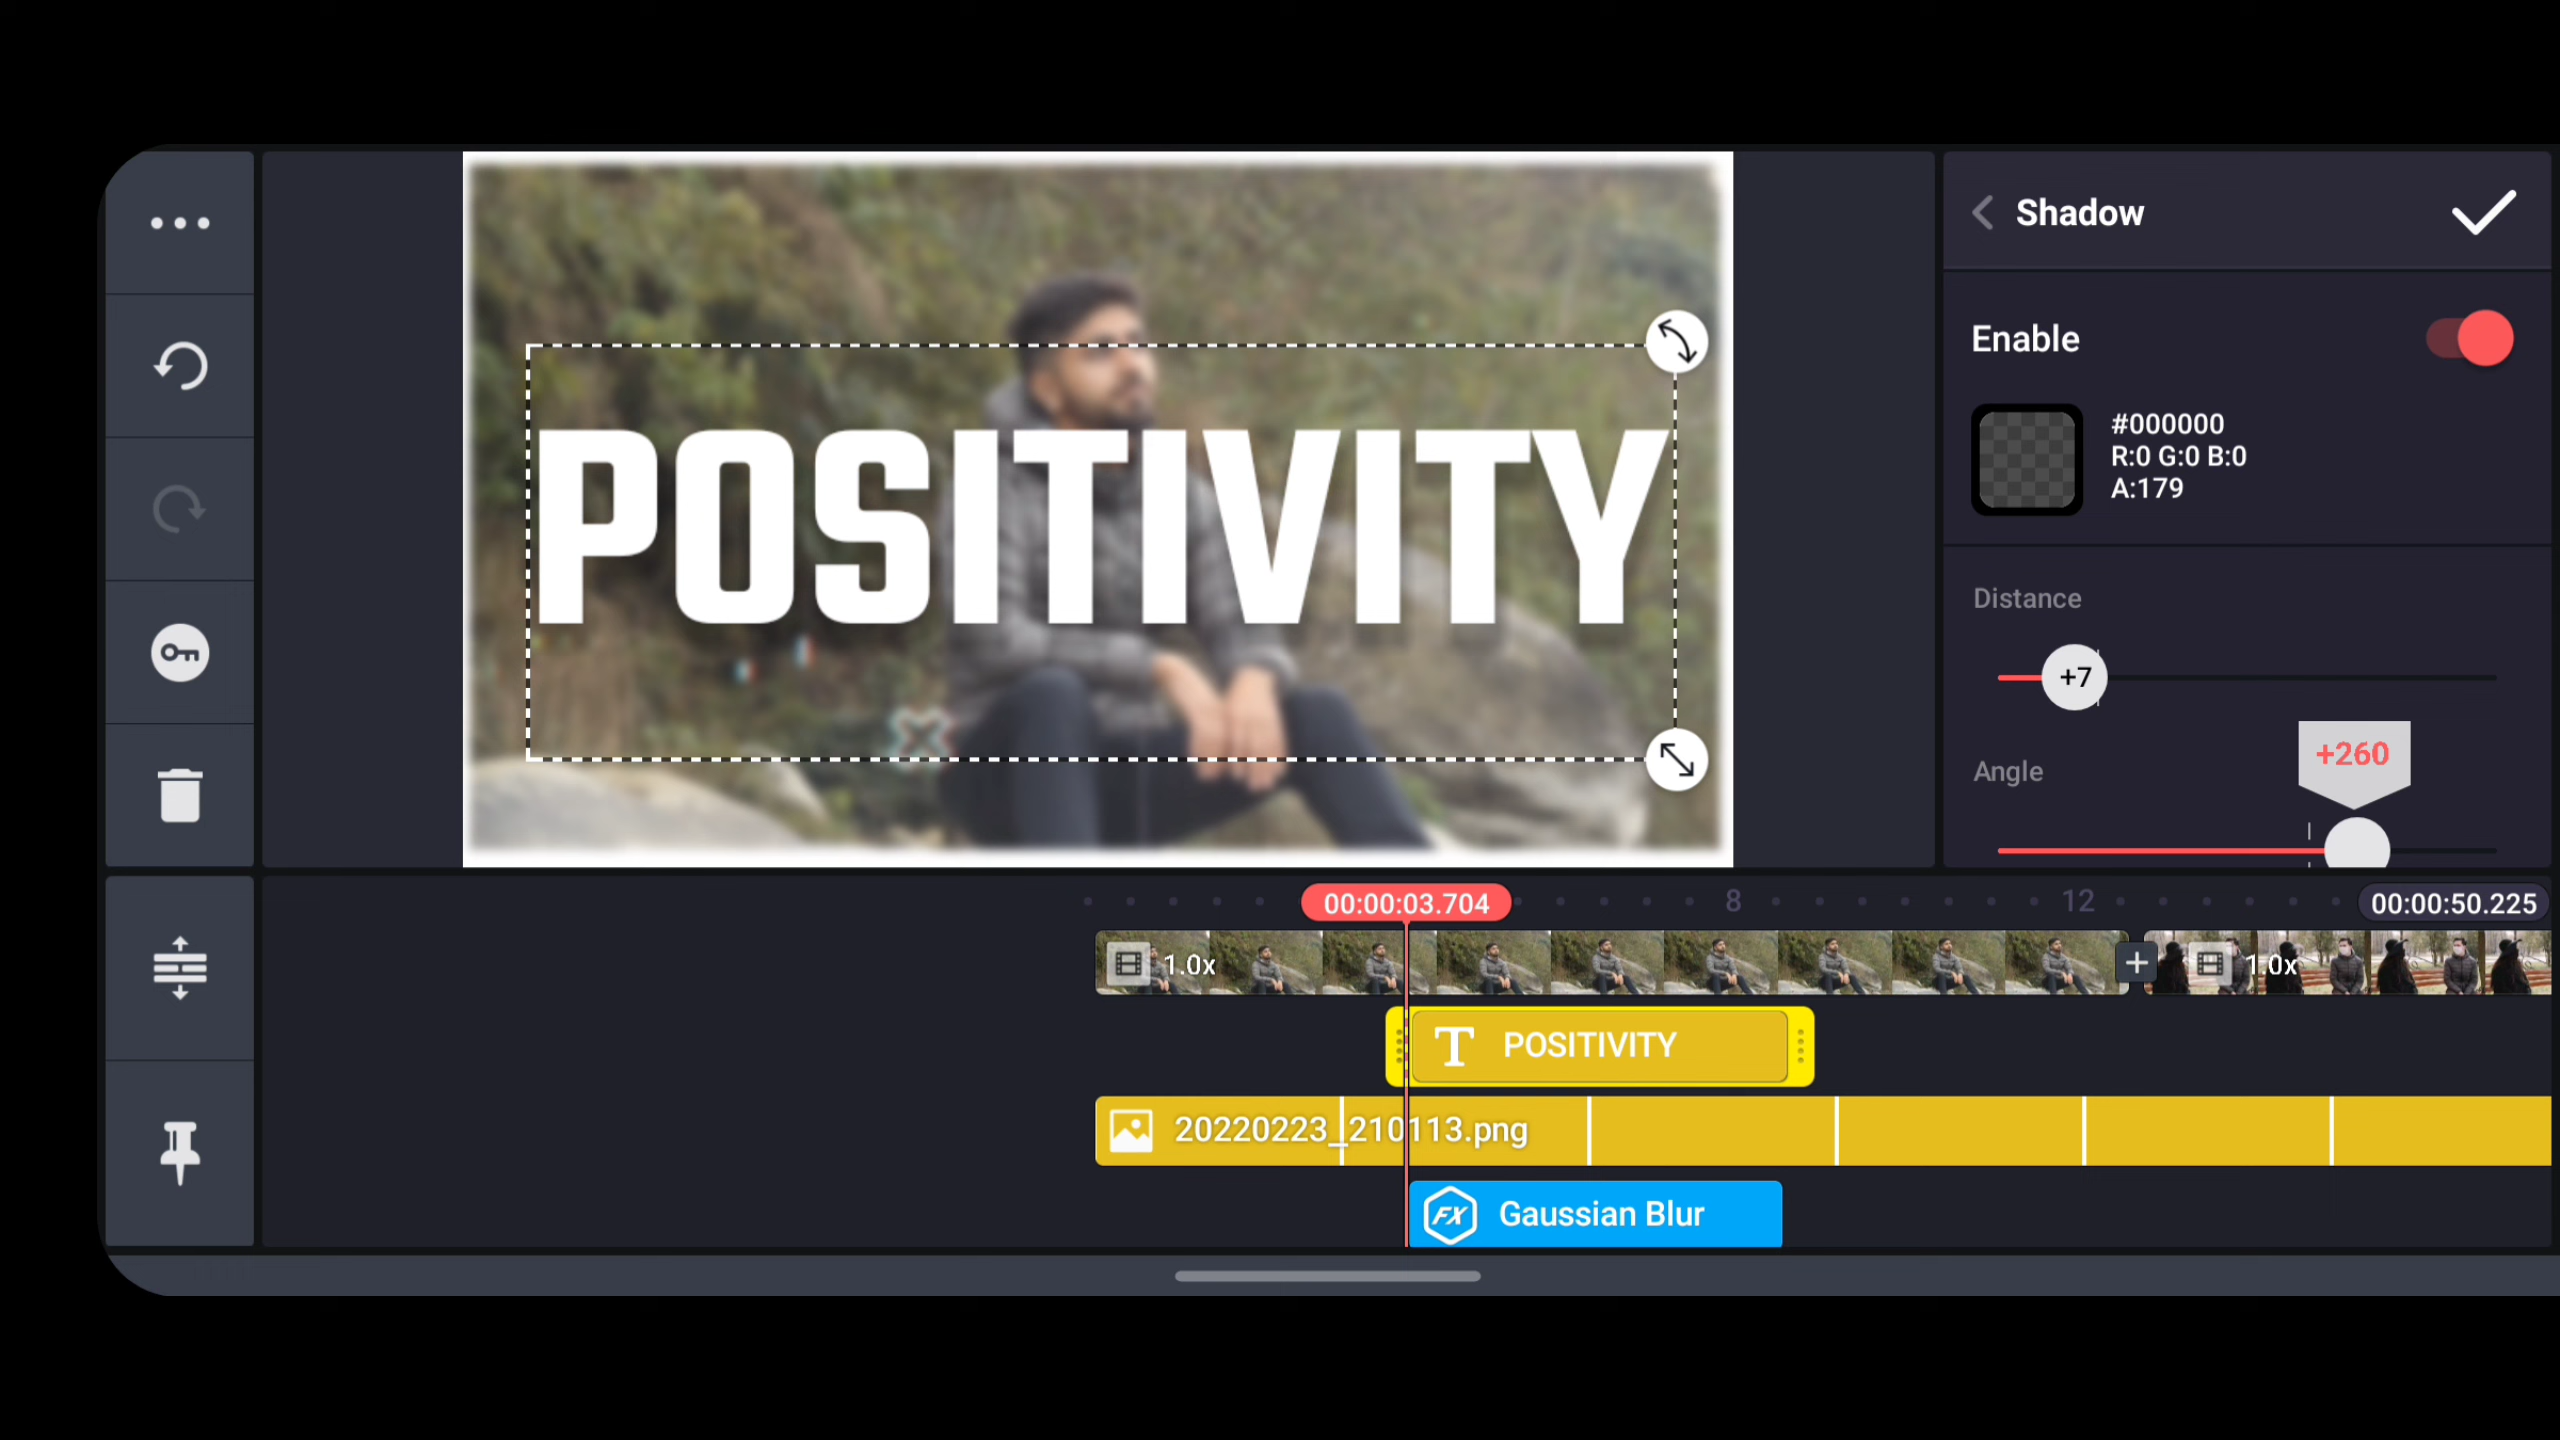 Shadow
POSITIVITY
Enable
#000000
R:0 G:0 B:0
A:179
Distance
+7
+260
Angle
00:00:03.704
8
12
00:00:50.225
1.0x
1.0x
T POSITIVITY
20220223_210113.png
FX Gaussian Blur